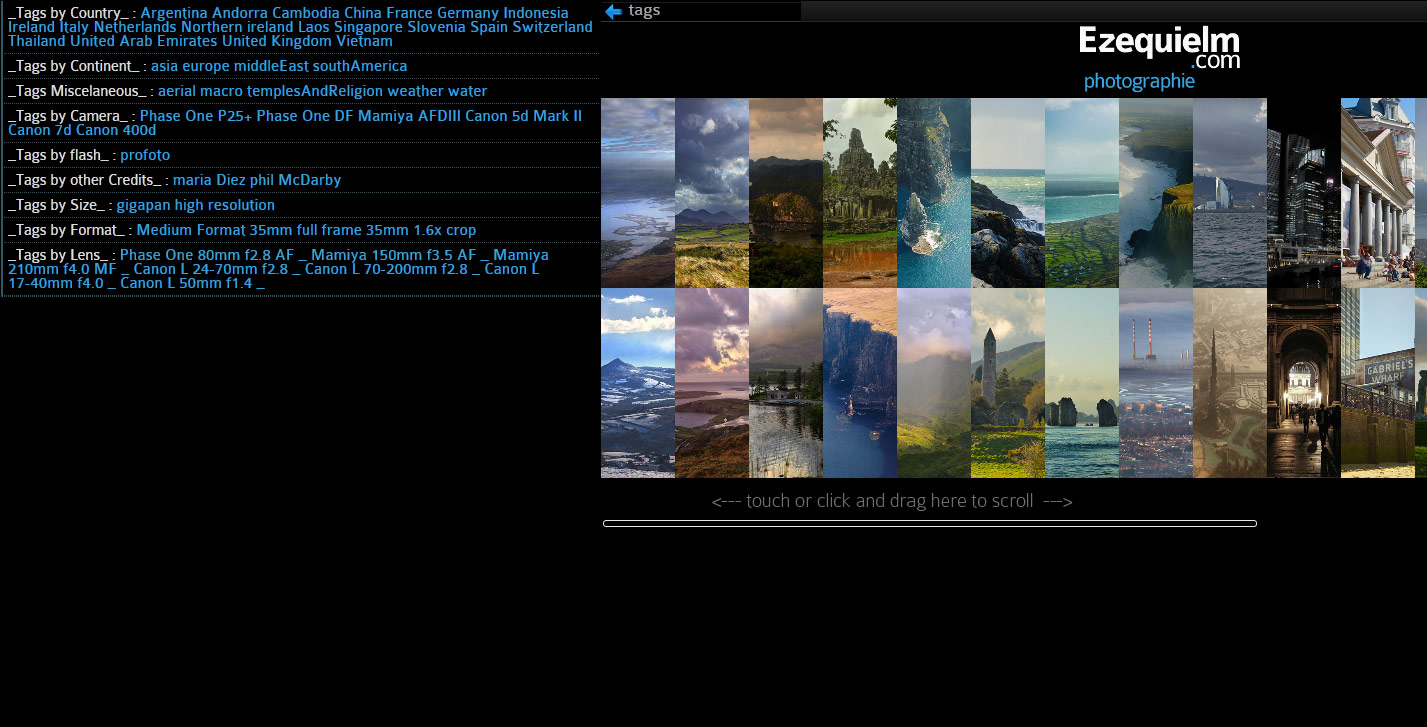 _Tags by Country_ : Argentina Andorra Cambodia China France Germany Indonesia
Ireland Italy Netherlands Northern ireland Laos Singapore Slovenia Spain Switzerland
Thailand United Arab Emirates United Kingdom Vietnam
_Tags by Continent_ : asia europe middleEast southAmerica
_Tags Miscelaneous_ : aerial macro templesAndReligion weather water
_Tags by Camera_ : Phase One P25+ Phase One DF Mamiya AFDIII Canon 5d Mark II
Canon 7d Canon 400d
_Tags by flash_ : profoto
_Tags by other Credits_ : maria Diez phil McDarby
_Tags by Size_ : gigapan high resolution
_Tags by Format_ : Medium Format 35mm full frame 35mm 1.6x crop
_Tags by Lens_ : Phase One 80mm f2.8 AF _ Mamiya 150mm f3.5 AF _ Mamiya
210mm f4.0 MF _ Canon L 24-70mm f2.8 _ Canon L 70-200mm f2.8 _ Canon L
17-40mm f4.0 _ Canon L 50mm f1.4 _
tags
Ezequielm
.com
photographie
GABRIEL'S
WHARF
<--- touch or click and drag here to scroll --->